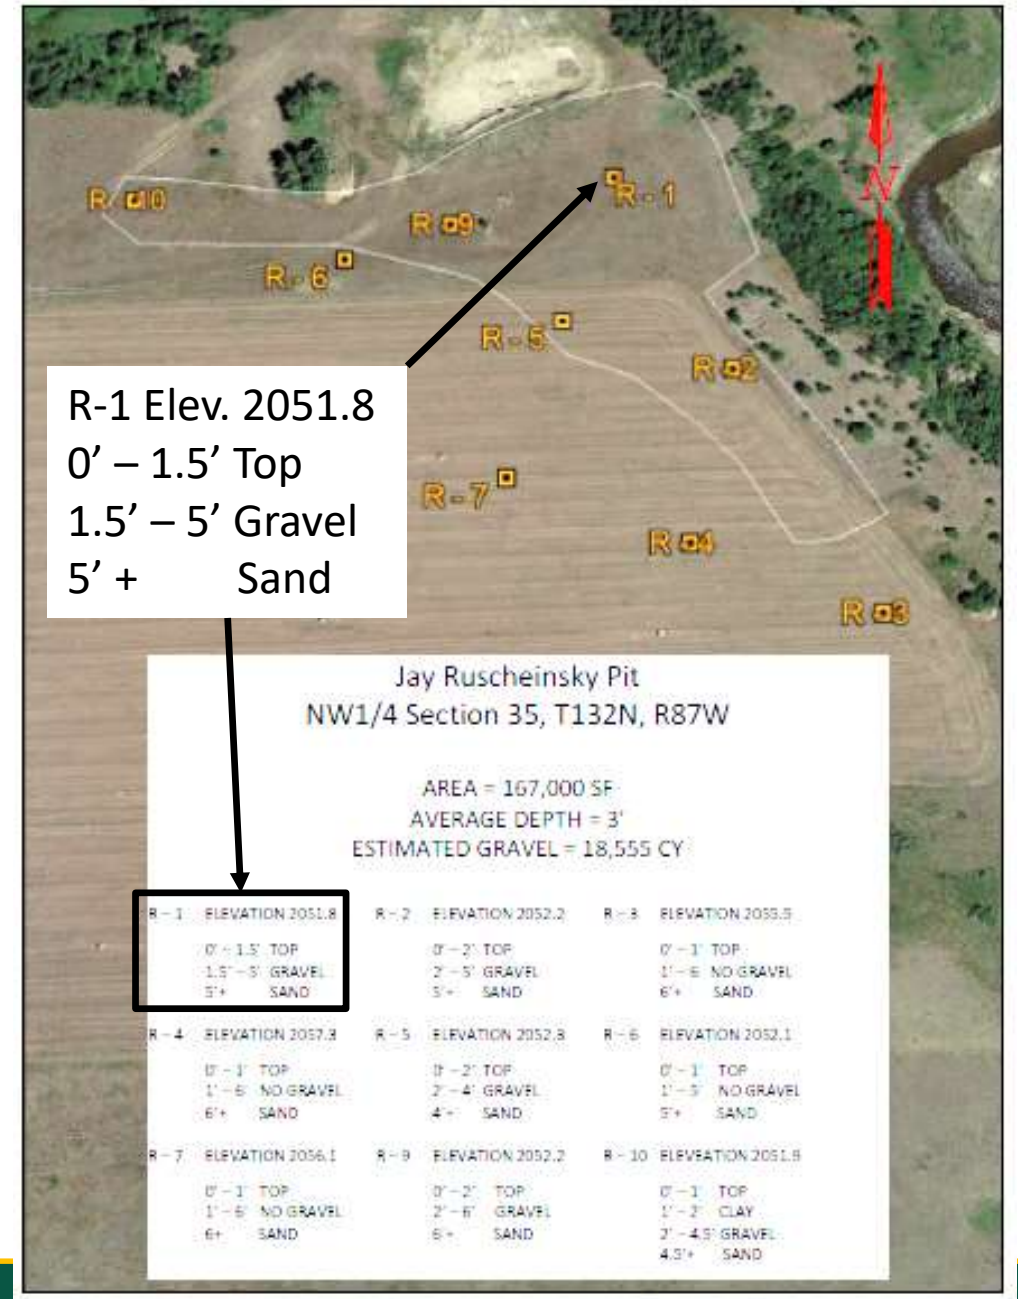 R - 10
R - 9
R - 1
R - 6
N
R - 5
R - 2
R-1 Elev. 2051.8
0’ – 1.5’ Top
1.5’ – 5’ Gravel
5’ + Sand
R - 7
R - 4
R - 3
Jay Ruscheinsky Pit
NW1/4 Section 35, T132N, R87W
AREA = 167,000 SF
AVERAGE DEPTH = 3'
ESTIMATED GRAVEL = 18,555 CY
R – 1 ELEVATION 2051.8
0' – 1.5' TOP
1.5' – 5' GRAVEL
5'+ SAND
R – 2 ELEVATION 2052.2
0' – 2' TOP
2' – 5' GRAVEL
5'+ SAND
R – 3 ELEVATION
0' – 1' TOP
1' – 6 NO GRAVEL
6'+ SAND
R – 4 ELEVATION 2057.3
0' – 1' TOP
1' – 6' NO GRAVEL
6'+ SAND
R – 5 ELEVATION 2052.3
0' – 2' TOP
2' – 4' GRAVEL
4'+ SAND
R – 6 ELEVATION 2052.1
0' – 1' TOP
1' – 5' NO GRAVEL
5'+ SAND
R – 7 ELEVATION 2056.1
0' – 1' TOP
1' – 6' NO GRAVEL
6+ SAND
R – 9 ELEVATION 2052.2
0' – 2' TOP
2' – 6' GRAVEL
6+ SAND
R – 10 ELEVEATION
0' – 1' TOP
1' – 2' CLAY
2' – 4.5' GRAVEL
4.5'+ SAND